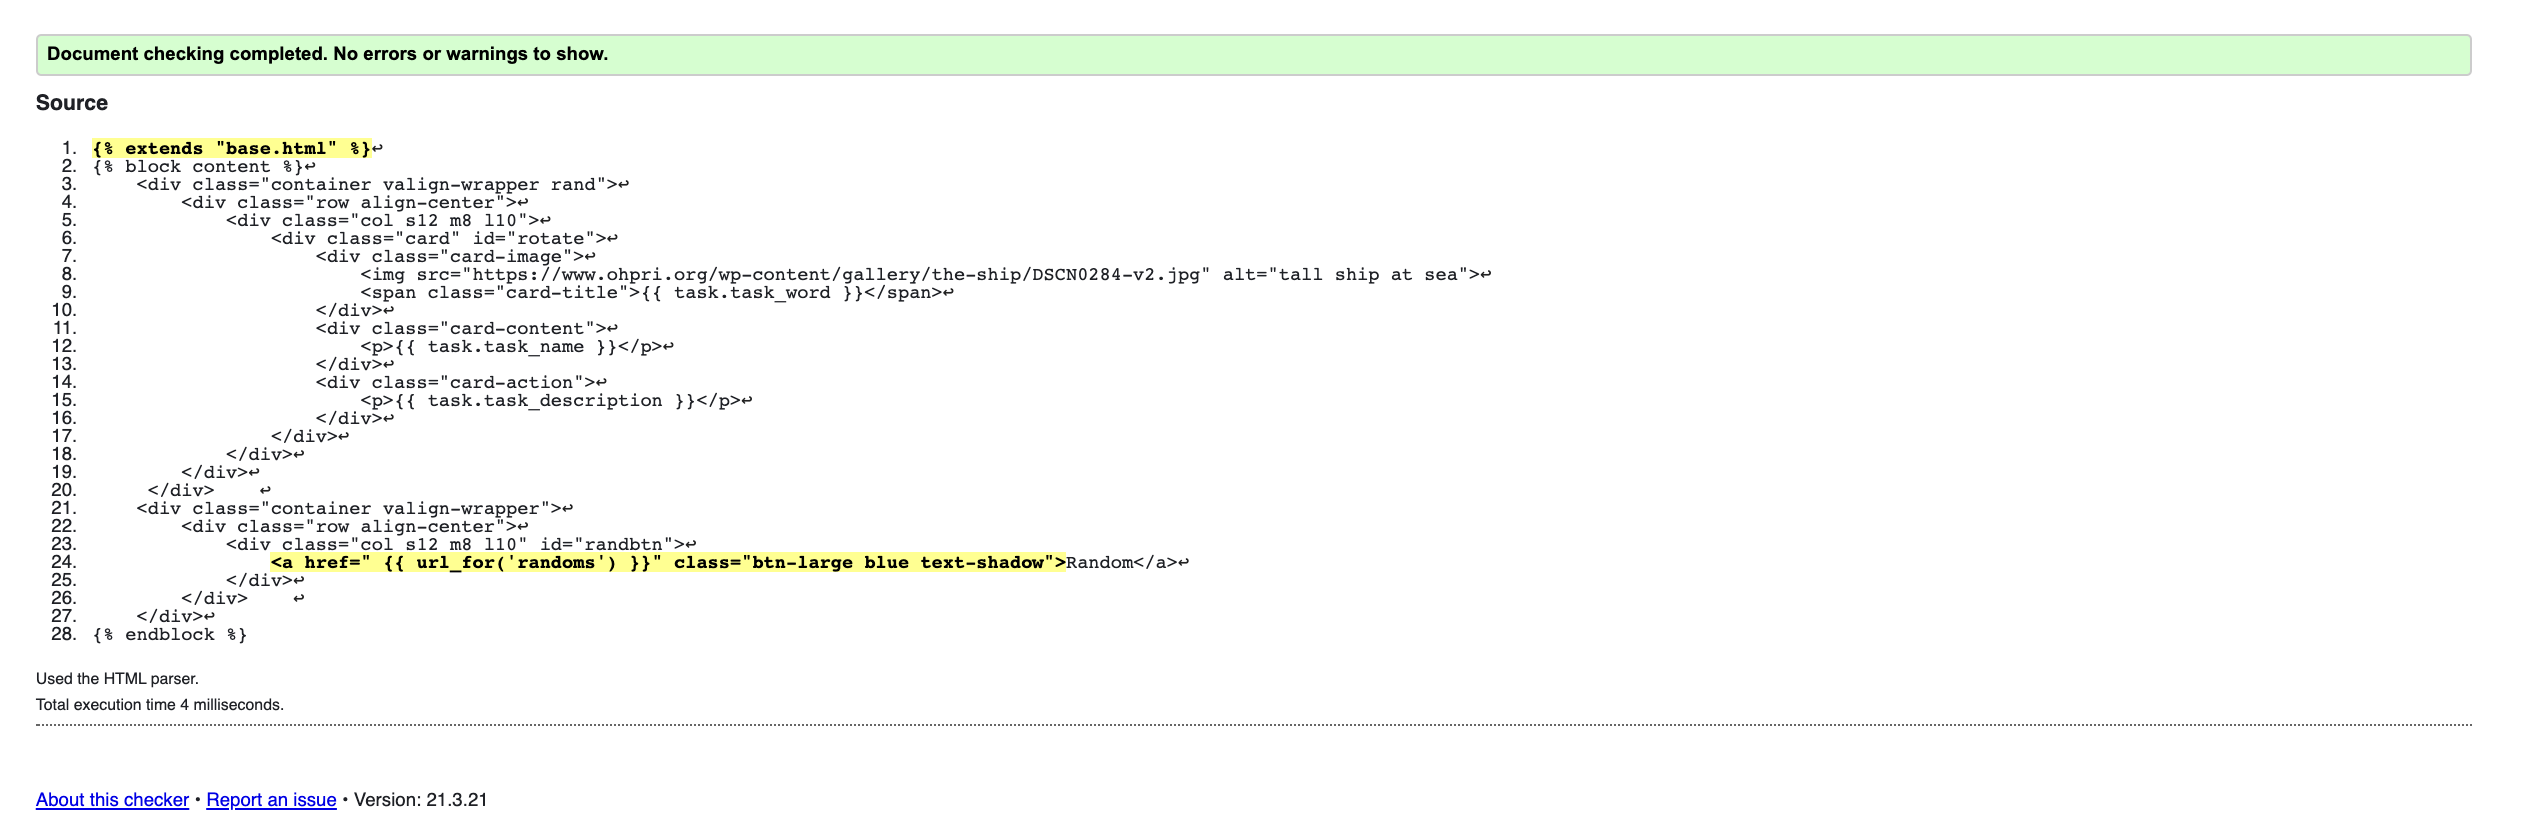 Document checking completed. No errors or warnings to show.
Source
1. {% extends "base.html" %}↩
2. {% block content %}↩
3.     <div class="container valign-wrapper rand">↩
4.         <div class="row align-center">↩
5.             <div class="col s12 m8 l10">↩
6.                 <div class="card" id="rotate">↩
7.                     <div class="card-image">↩
8.                         <img src="https://www.ohpri.org/wp-content/gallery/the-ship/DSCN0284-v2.jpg" alt="tall ship at sea">↩
9.                         <span class="card-title">{{ task.task_word }}</span>↩
10.                     </div>↩
11.                     <div class="card-content">↩
12.                         <p>{{ task.task_name }}</p>↩
13.                     </div>↩
14.                     <div class="card-action">↩
15.                         <p>{{ task.task_description }}</p>↩
16.                     </div>↩
17.                 </div>↩
18.             </div>↩
19.         </div>↩
20.      </div>    ↩
21.     <div class="container valign-wrapper">↩
22.         <div class="row align-center">↩
23.             <div class="col s12 m8 l10" id="randbtn">↩
24.                 <a href=" {{ url_for('randoms') }}" class="btn-large blue text-shadow">Random</a>↩
25.             </div>↩
26.         </div>    ↩
27.     </div>↩
28. {% endblock %}
Used the HTML parser.
Total execution time 4 milliseconds.
About this checker • Report an issue • Version: 21.3.21